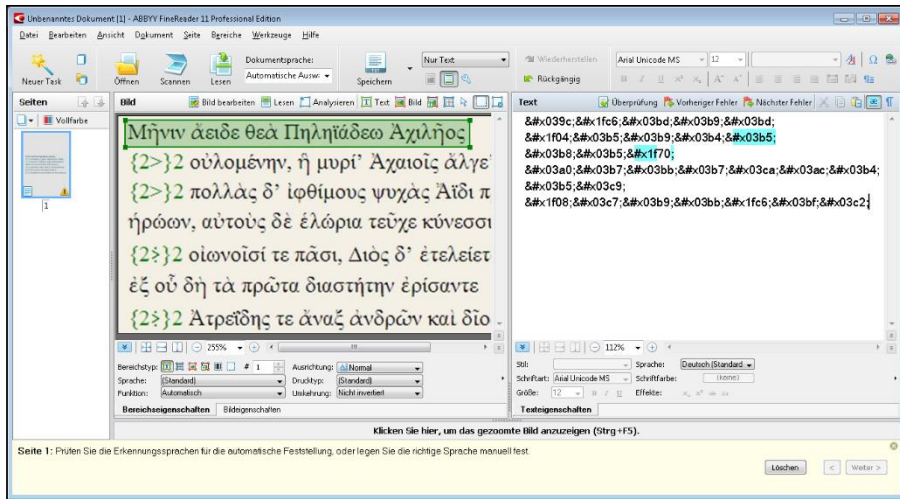 Unbenanntes Dokument [1] - ABBYY FineReader 11 Professional Edition
Datei Bearbeiten Ansicht Dokument Seite Bereiche Werkzeuge Hilfe
Neuer Task Öffnen Scannen Lesen Dokumentsprache: Automatische Ausw: Speichern Nur Text Wiederherstellen Rückgängig Arial Unicode MS 12
Seiten
Vollfarbe
1
Bild Bild bearbeiten Lesen Analysieren Text Bild
Μῆνιν ἄειδε θεὰ Πηληϊάδεω Ἀχιλῆος
{2>}2 οὐλομένην, ἣ μυρί’ Ἀχαιοῖς ἄλγε’
{2>}2 πολλὰς δ’ ἰφθίμους ψυχὰς Ἄϊδι π
ἡρώων, αὐτοὺς δὲ ἑλώρια τεῦχε κύνεσσι
οἰωνοῖσί τε πᾶσι, Διὸς δ’ ἐτελείετ
ἐξ οὗ δὴ τὰ πρῶτα διαστήτην ἐρίσαντε
Ἀτρεΐδης τε ἄναξ ἀνδρῶν καὶ δῖο
255%
Bereichstyp: # 1 Ausrichtung: Normal
Sprache: (Standard) Drucktyp: (Standard)
Funktion: Automatisch Umkehrung: Nicht invertiert
Bereichseigenschaften Bildeigenschaften
Text Überprüfung Vorheriger Fehler Nächster Fehler
&#x039c;&#x1fc6;&#x03bd;&#x03b9;&#x03bd;
&#x1f04;&#x03b5;&#x03b9;&#x03b4;&#x03b5;
&#x03b8;&#x03b5;&#x1f70;
&#x03a0;&#x03b7;&#x03bb;&#x03b7;&#x03ca;&#x03ac;&#x03b4;
&#x03b5;&#x03c9;
&#x1f08;&#x03c7;&#x03b9;&#x03bb;&#x1fc6;&#x03bf;&#x03c2;
112%
Stil: Sprache: Deutsch (Standard
Schriftart: Arial Unicode MS Schriftfarbe: (keine)
Größe: 12 Effekte:
Texteigenschaften
Klicken Sie hier, um das gezoomte Bild anzuzeigen (Strg+F5).
Seite 1: Prüfen Sie die Erkennungssprachen für die automatische Feststellung, oder legen Sie die richtige Sprache manuell fest.
Löschen < Weiter >